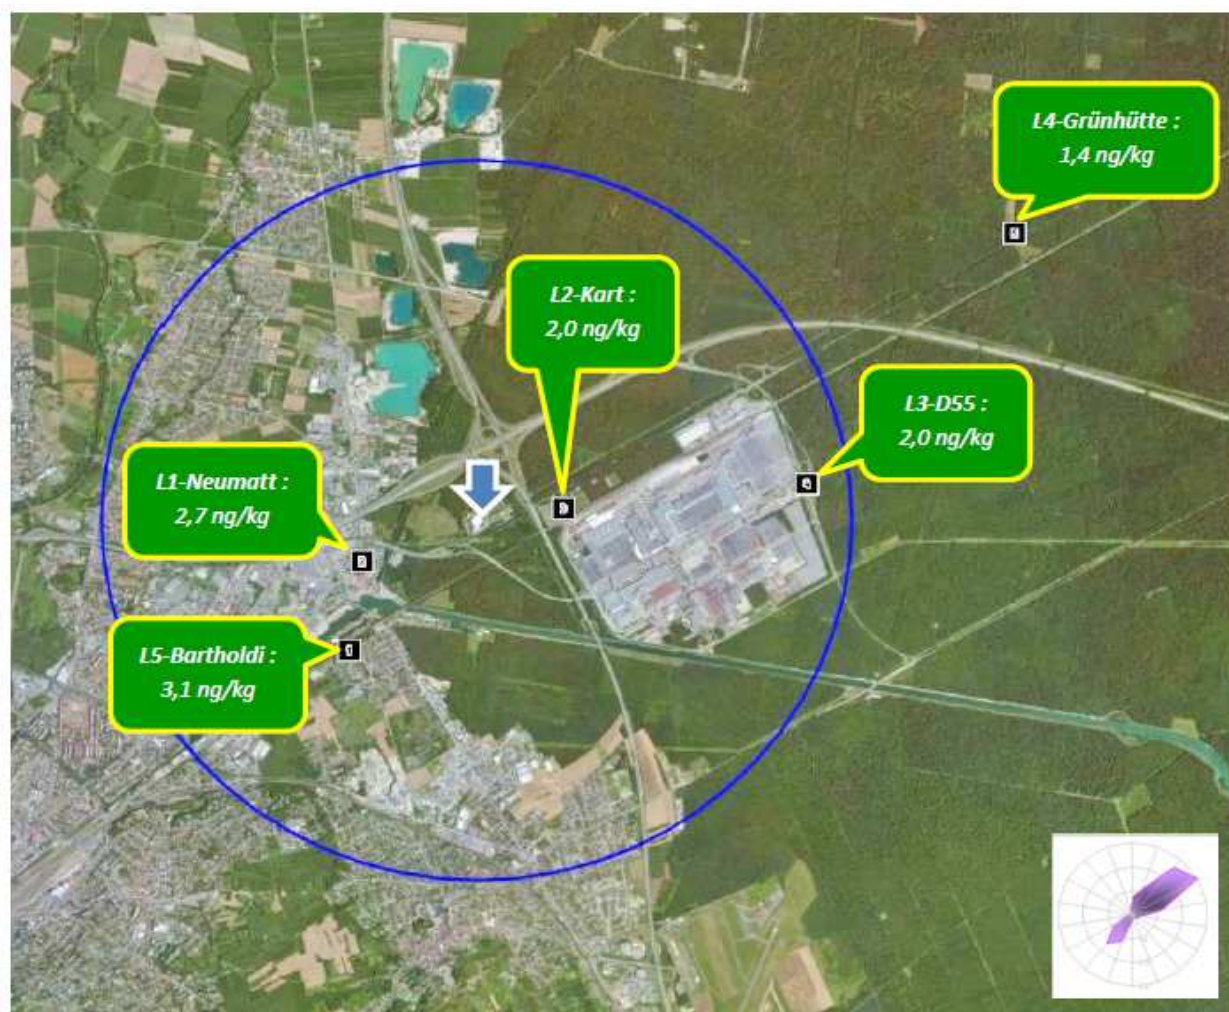 L4-Grünhütte :
1,4 ng/kg
L2-Kart :
2,0 ng/kg
L3-D55 :
2,0 ng/kg
L1-Neumatt :
2,7 ng/kg
L5-Bartholdi :
3,1 ng/kg